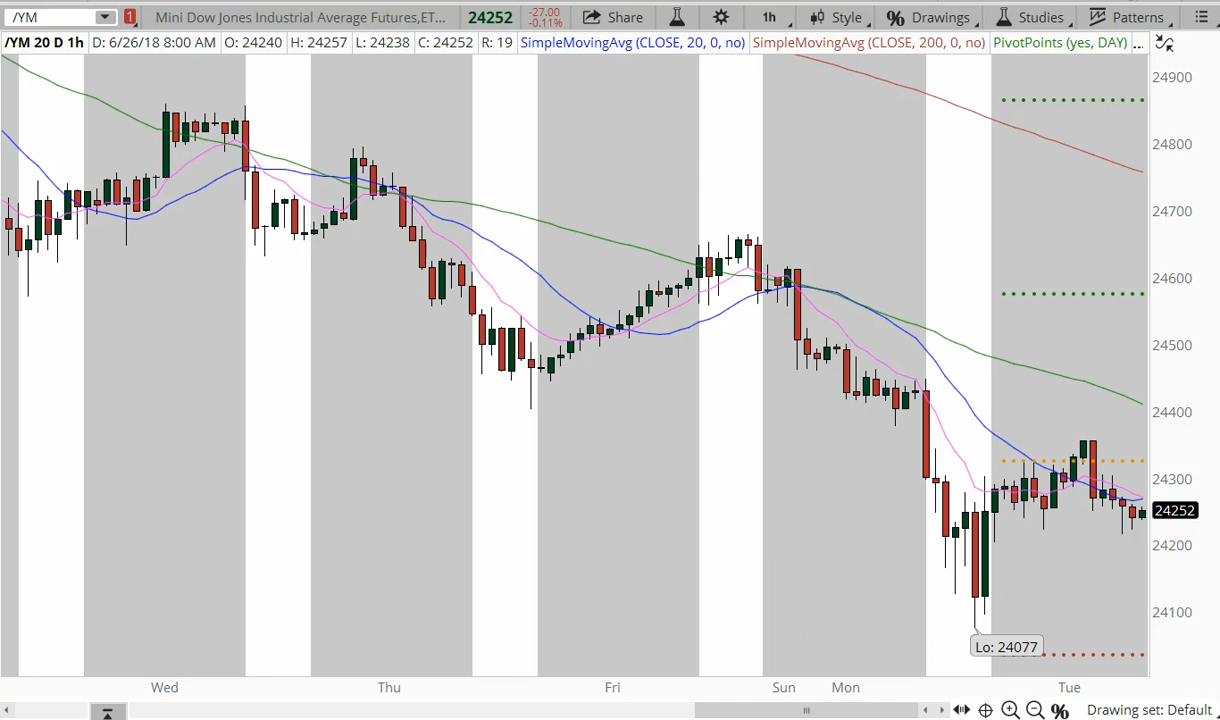 /YM 1 Mini Dow Jones Industrial Average Futures,ET... 24252 -27.00 -0.11% Share 1h Style Drawings Studies Patterns
/YM 20 D 1h D: 6/26/18 8:00 AM O: 24240 H: 24257 L: 24238 C: 24252 R: 19 SimpleMovingAvg (CLOSE, 20, 0, no) SimpleMovingAvg (CLOSE, 200, 0, no) PivotPoints (yes, DAY) ...
24900
24800
24700
24600
24500
24400
24300
24252
24200
24100
Lo: 24077
Wed Thu Fri Sun Mon Tue
% Drawing set: Default